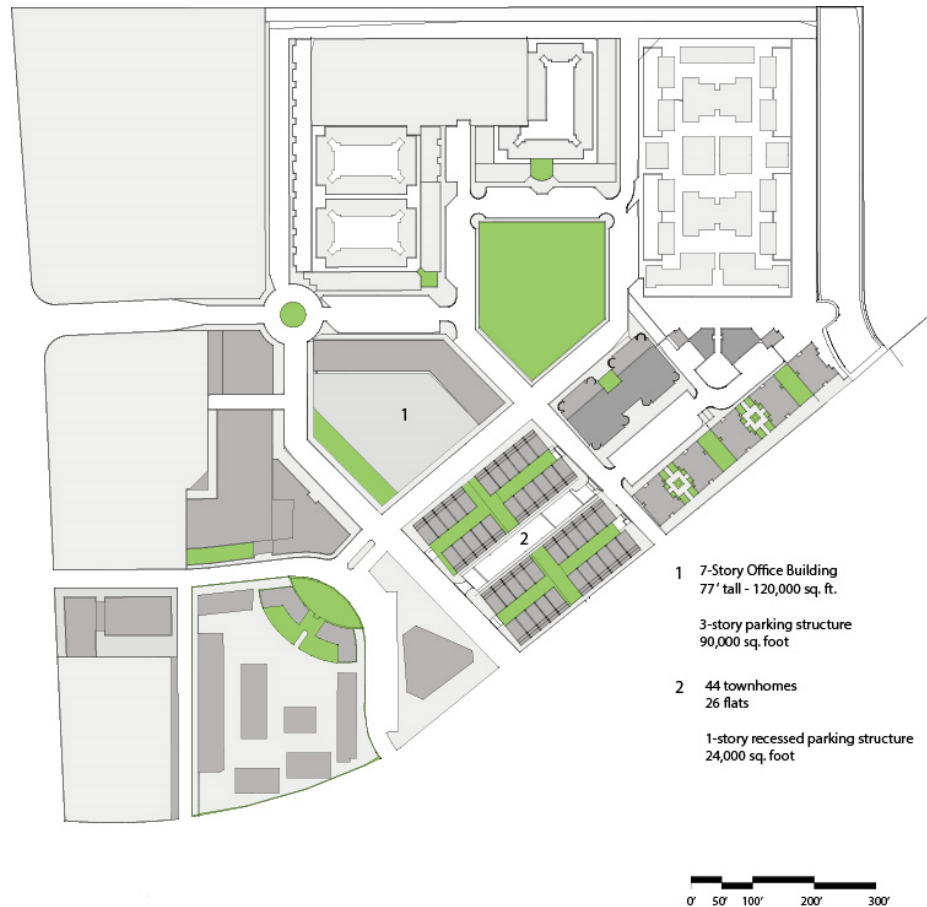 1
2
1 7-Story Office Building
77' tall - 120,000 sq. ft.
3-story parking structure
90,000 sq. foot
2 44 townhomes
26 flats
1-story recessed parking structure
24,000 sq. foot
0' 50' 100' 200' 300'